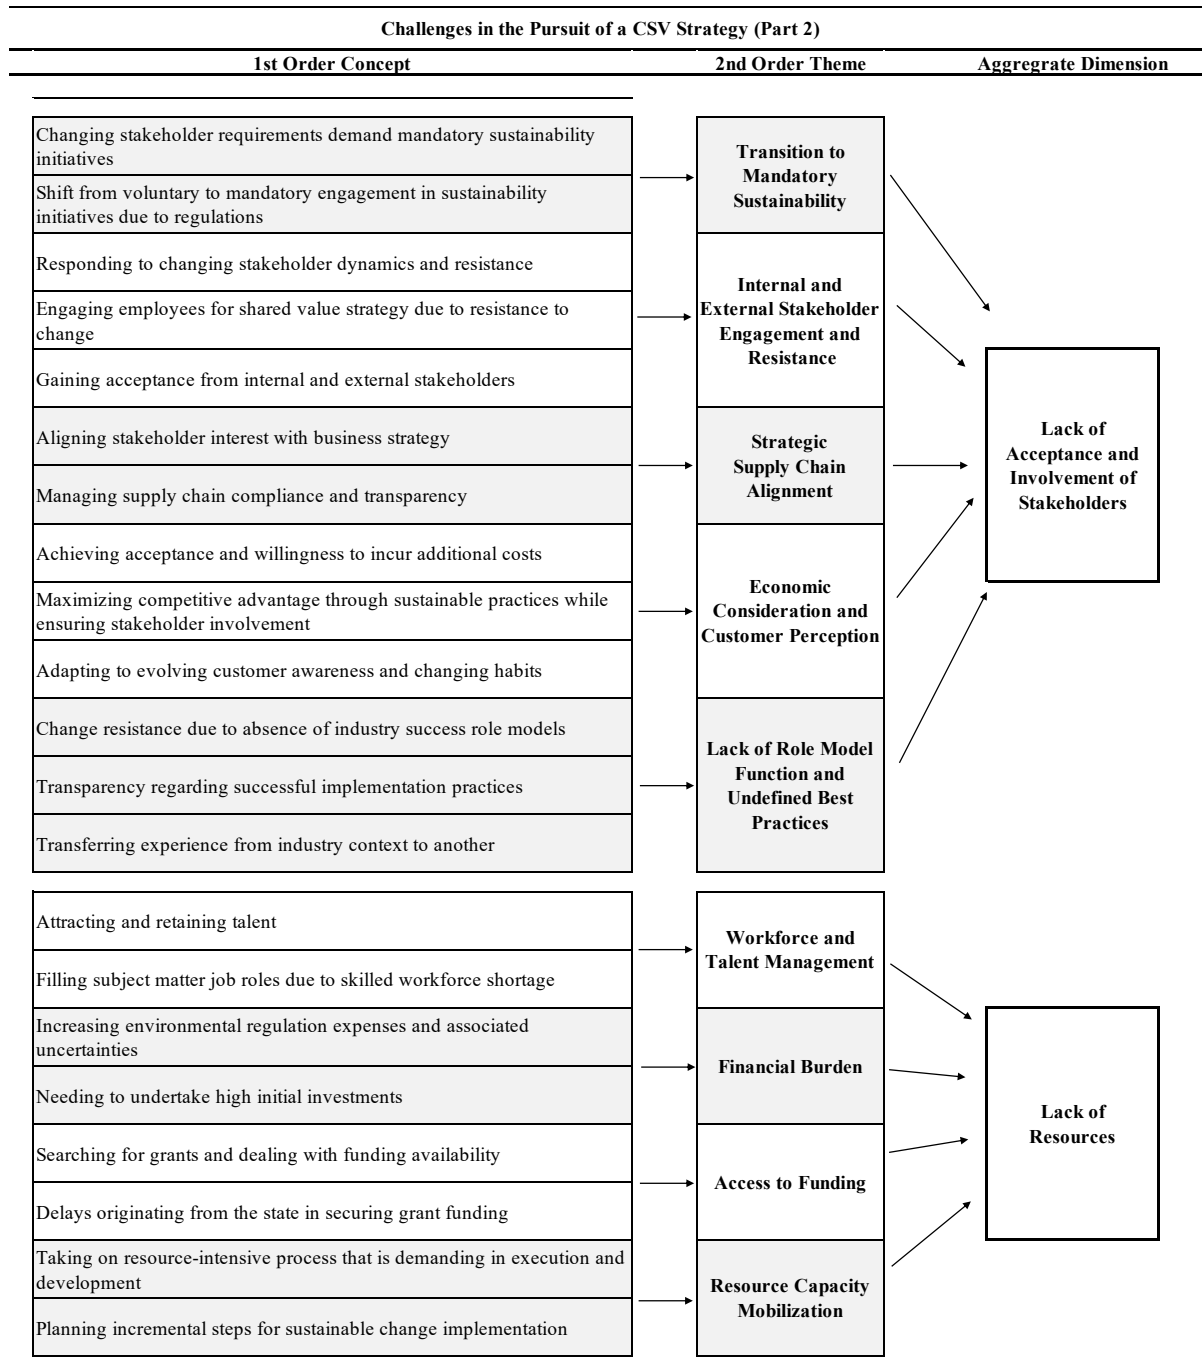 Challenges in the Pursuit of a CSV Strategy (Part 2)
1st Order Concept
2nd Order Theme
Aggregrate Dimension
Changing stakeholder requirements demand mandatory sustainability
initiatives
Shift from voluntary to mandatory engagement in sustainability
initiatives due to regulations
Transition to
Mandatory
Sustainability
Responding to changing stakeholder dynamics and resistance
Engaging employees for shared value strategy due to resistance to
change
Gaining acceptance from internal and external stakeholders
Internal and
External Stakeholder
Engagement and
Resistance
Aligning stakeholder interest with business strategy
Managing supply chain compliance and transparency
Strategic
Supply Chain
Alignment
Achieving acceptance and willingness to incur additional costs
Maximizing competitive advantage through sustainable practices while
ensuring stakeholder involvement
Adapting to evolving customer awareness and changing habits
Economic
Consideration and
Customer Perception
Change resistance due to absence of industry success role models
Transparency regarding successful implementation practices
Transferring experience from industry context to another
Lack of Role Model
Function and
Undefined Best
Practices
Lack of
Acceptance and
Involvement of
Stakeholders
Attracting and retaining talent
Filling subject matter job roles due to skilled workforce shortage
Workforce and
Talent Management
Increasing environmental regulation expenses and associated
uncertainties
Needing to undertake high initial investments
Financial Burden
Searching for grants and dealing with funding availability
Delays originating from the state in securing grant funding
Access to Funding
Taking on resource-intensive process that is demanding in execution and
development
Planning incremental steps for sustainable change implementation
Resource Capacity
Mobilization
Lack of
Resources